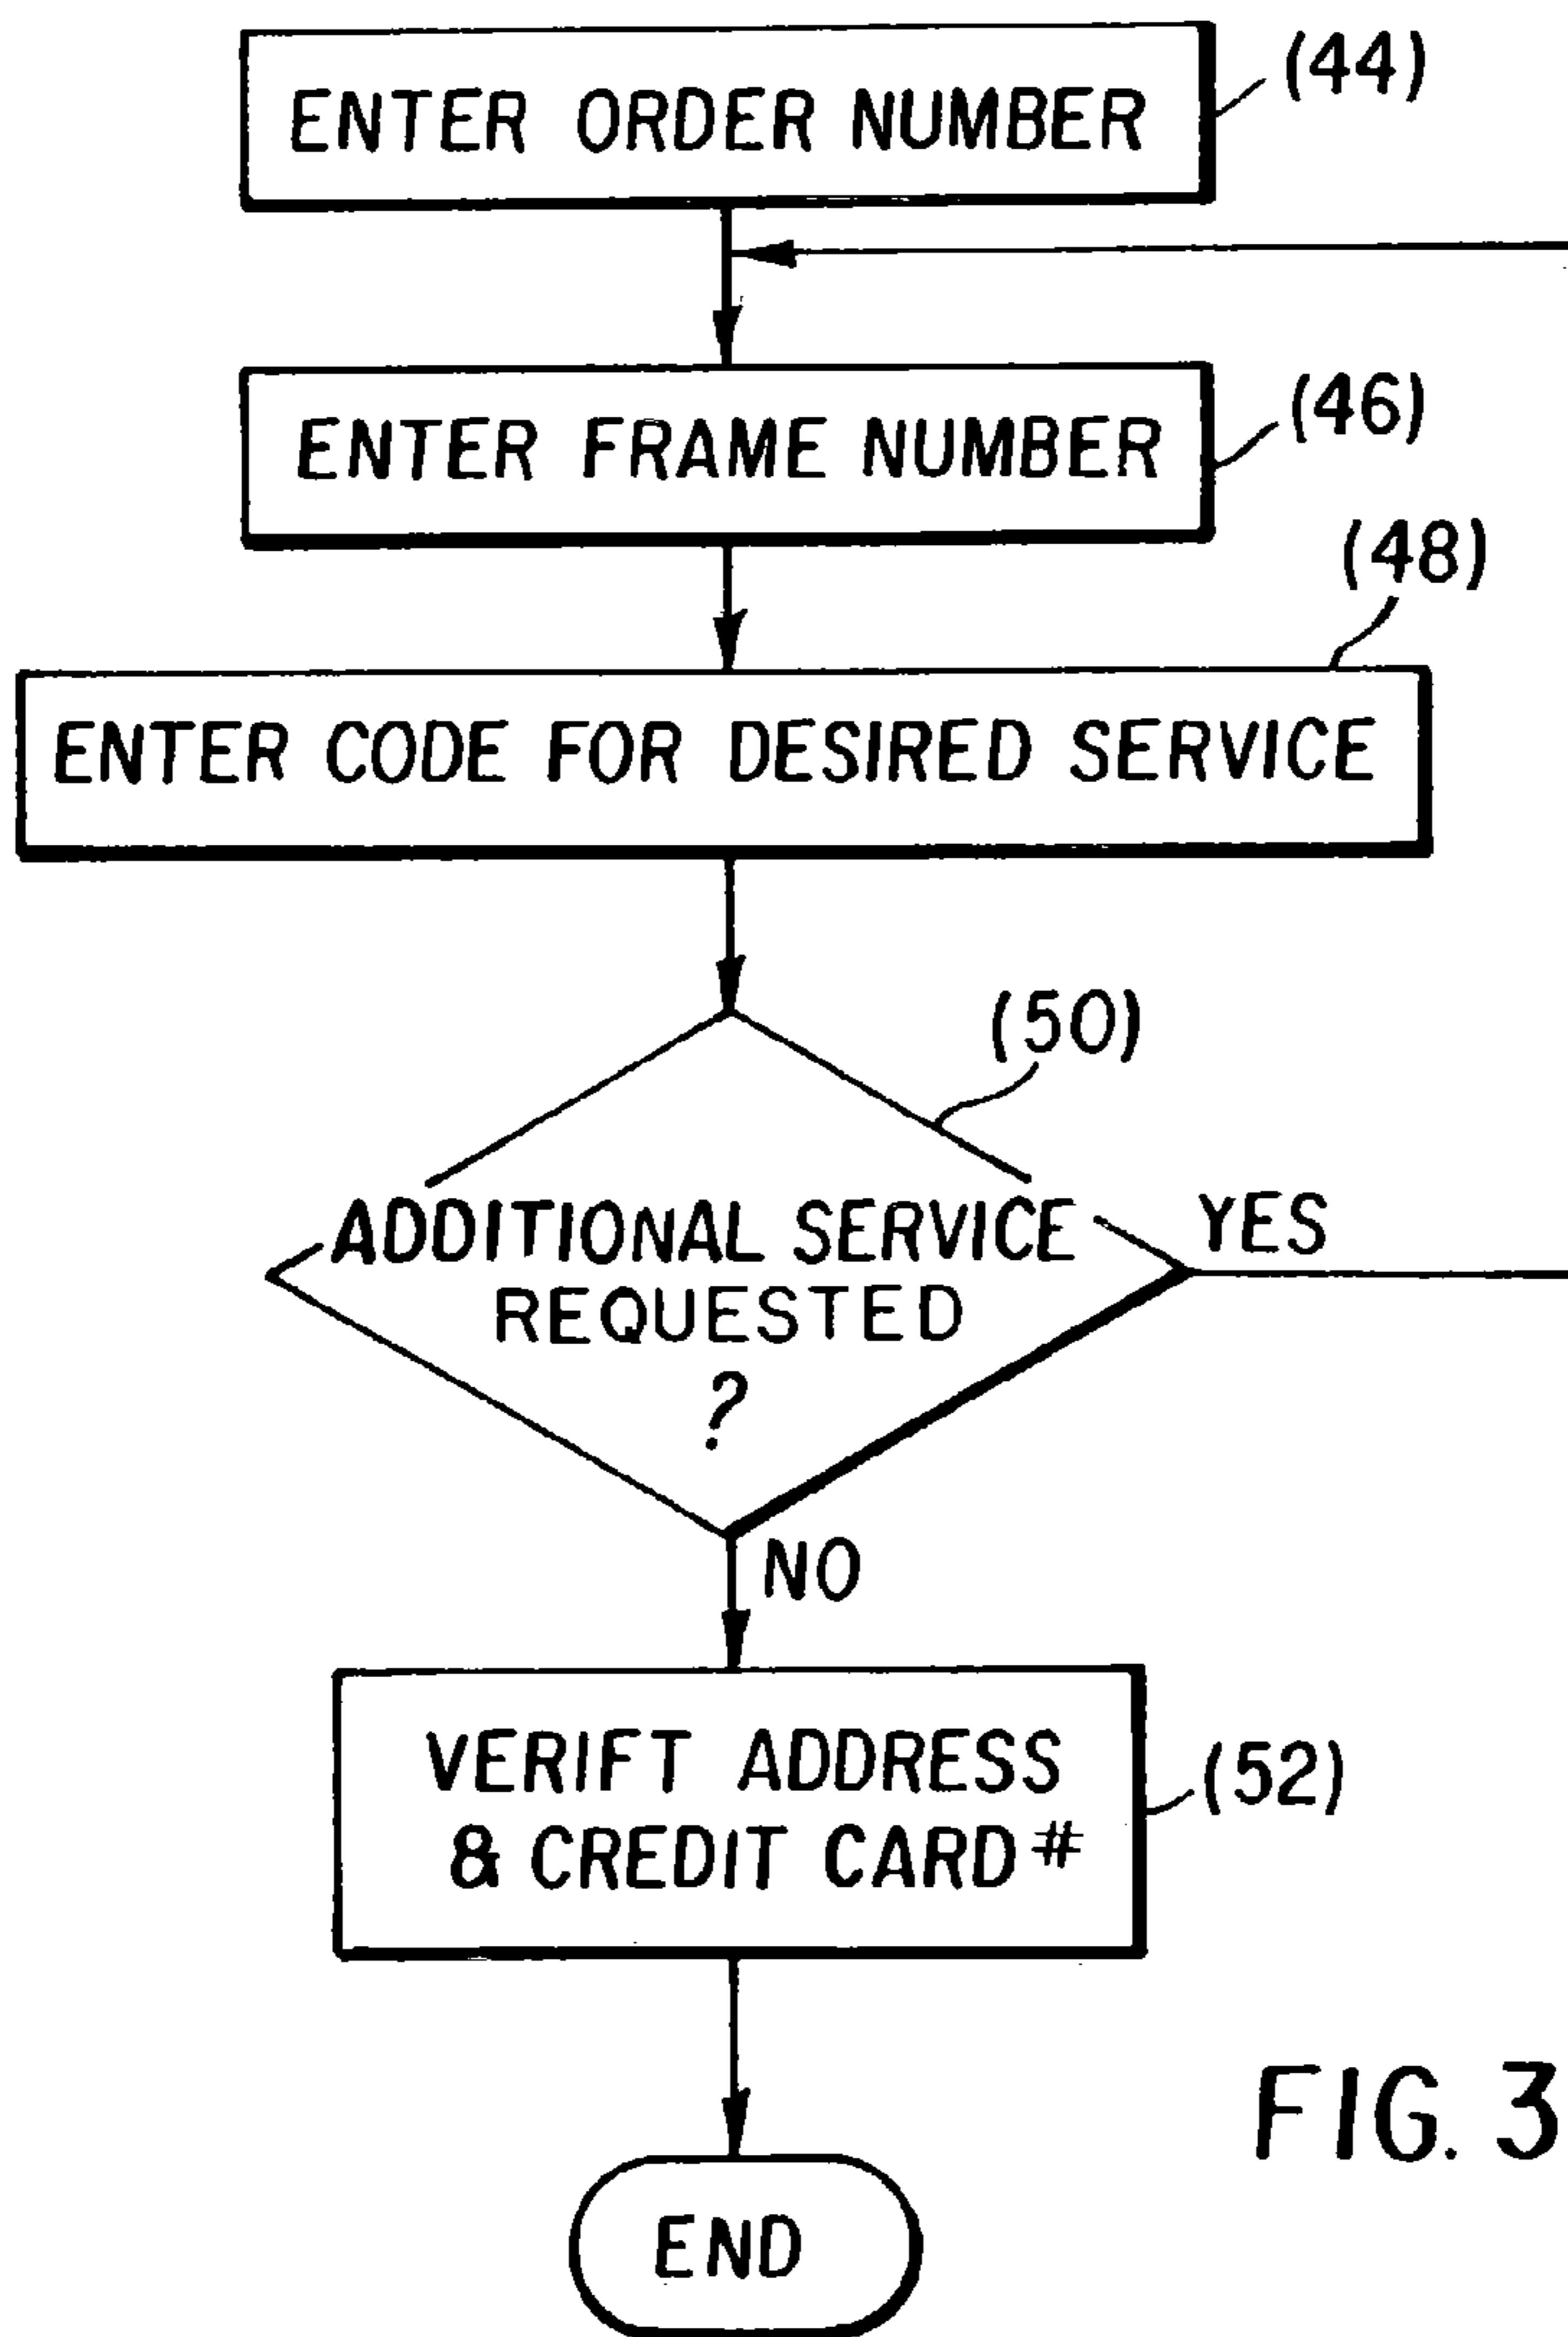 ENTER ORDER NUMBER
(44)
ENTER FRAME NUMBER
(46)
(48)
ENTER CODE FOR DESIRED SERVICE
(50)
ADDITIONAL SERVICE
YES
REQUESTED
?
NO
VERIFT ADDRESS
& CREDIT CARD #
(52)
FIG. 3
END